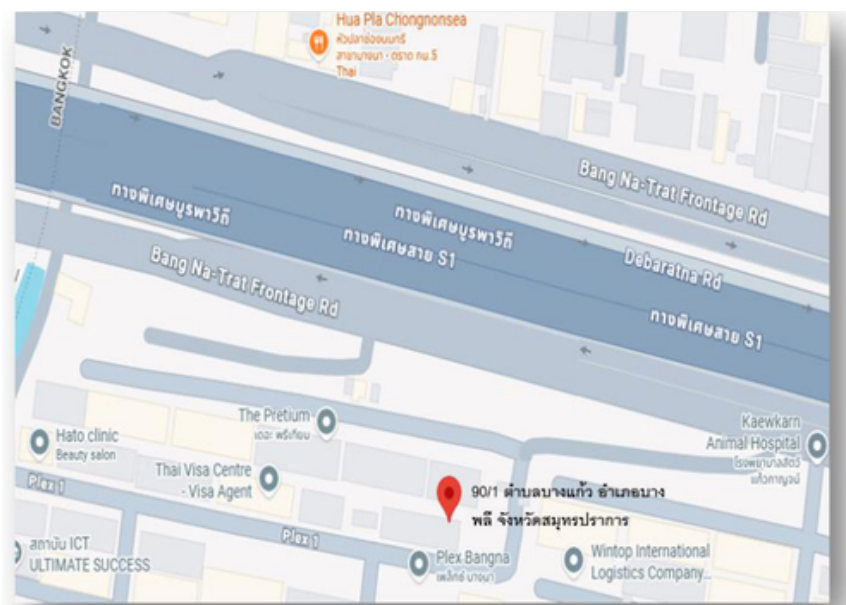 Hua Pla Chongnonsea
หัวปลาช่องนนทรี
สาขาบางนา - ตราด กม.5
Thai
BANGKOK
Bang Na-Trat Frontage Rd
ทางพิเศษบูรพาวิถี
ทางพิเศษบูรพาวิถี
ทางพิเศษสาย S1
Debaratna Rd
Bang Na-Trat Frontage Rd
ทางพิเศษสาย S1
The Pretium
เดอะ พรีเทียม
Kaewkarn
Animal Hospital
โรงพยาบาลสัตว์
แก้วกาญจน์
Hato clinic
Beauty salon
Thai Visa Centre
- Visa Agent
Plex 1
90/1 ตำบลบางแก้ว อำเภอบาง
พลี จังหวัดสมุทรปราการ
Plex 1
สถาบัน ICT
ULTIMATE SUCCESS
Plex Bangna
เพล็กซ์ บางนา
Wintop International
Logistics Company...